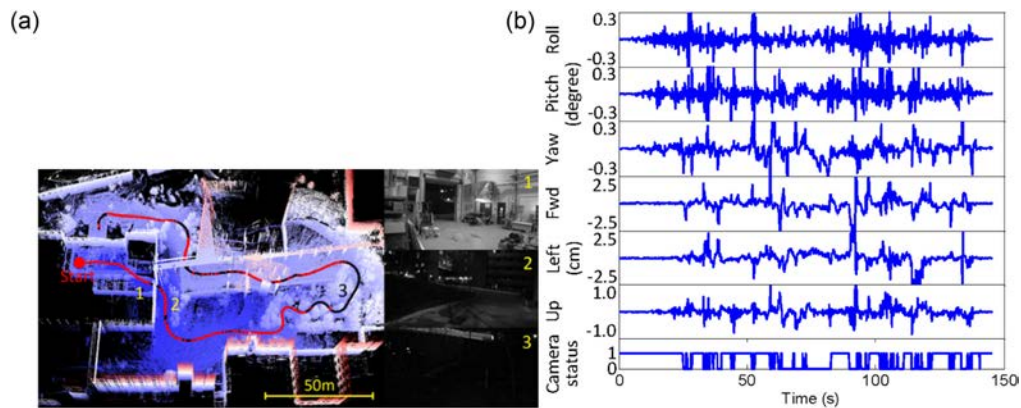 (a)
Start
1
2
3
50m
1
2
3
(b)
Roll
0.3
-0.3
Pitch
(degree)
0.3
-0.3
Yaw
0.3
-0.3
Fwd
2.5
-2.5
Left
(cm)
2.5
-2.5
Up
1.0
-1.0
Camera
status
1
0
0 50 100 150
Time (s)